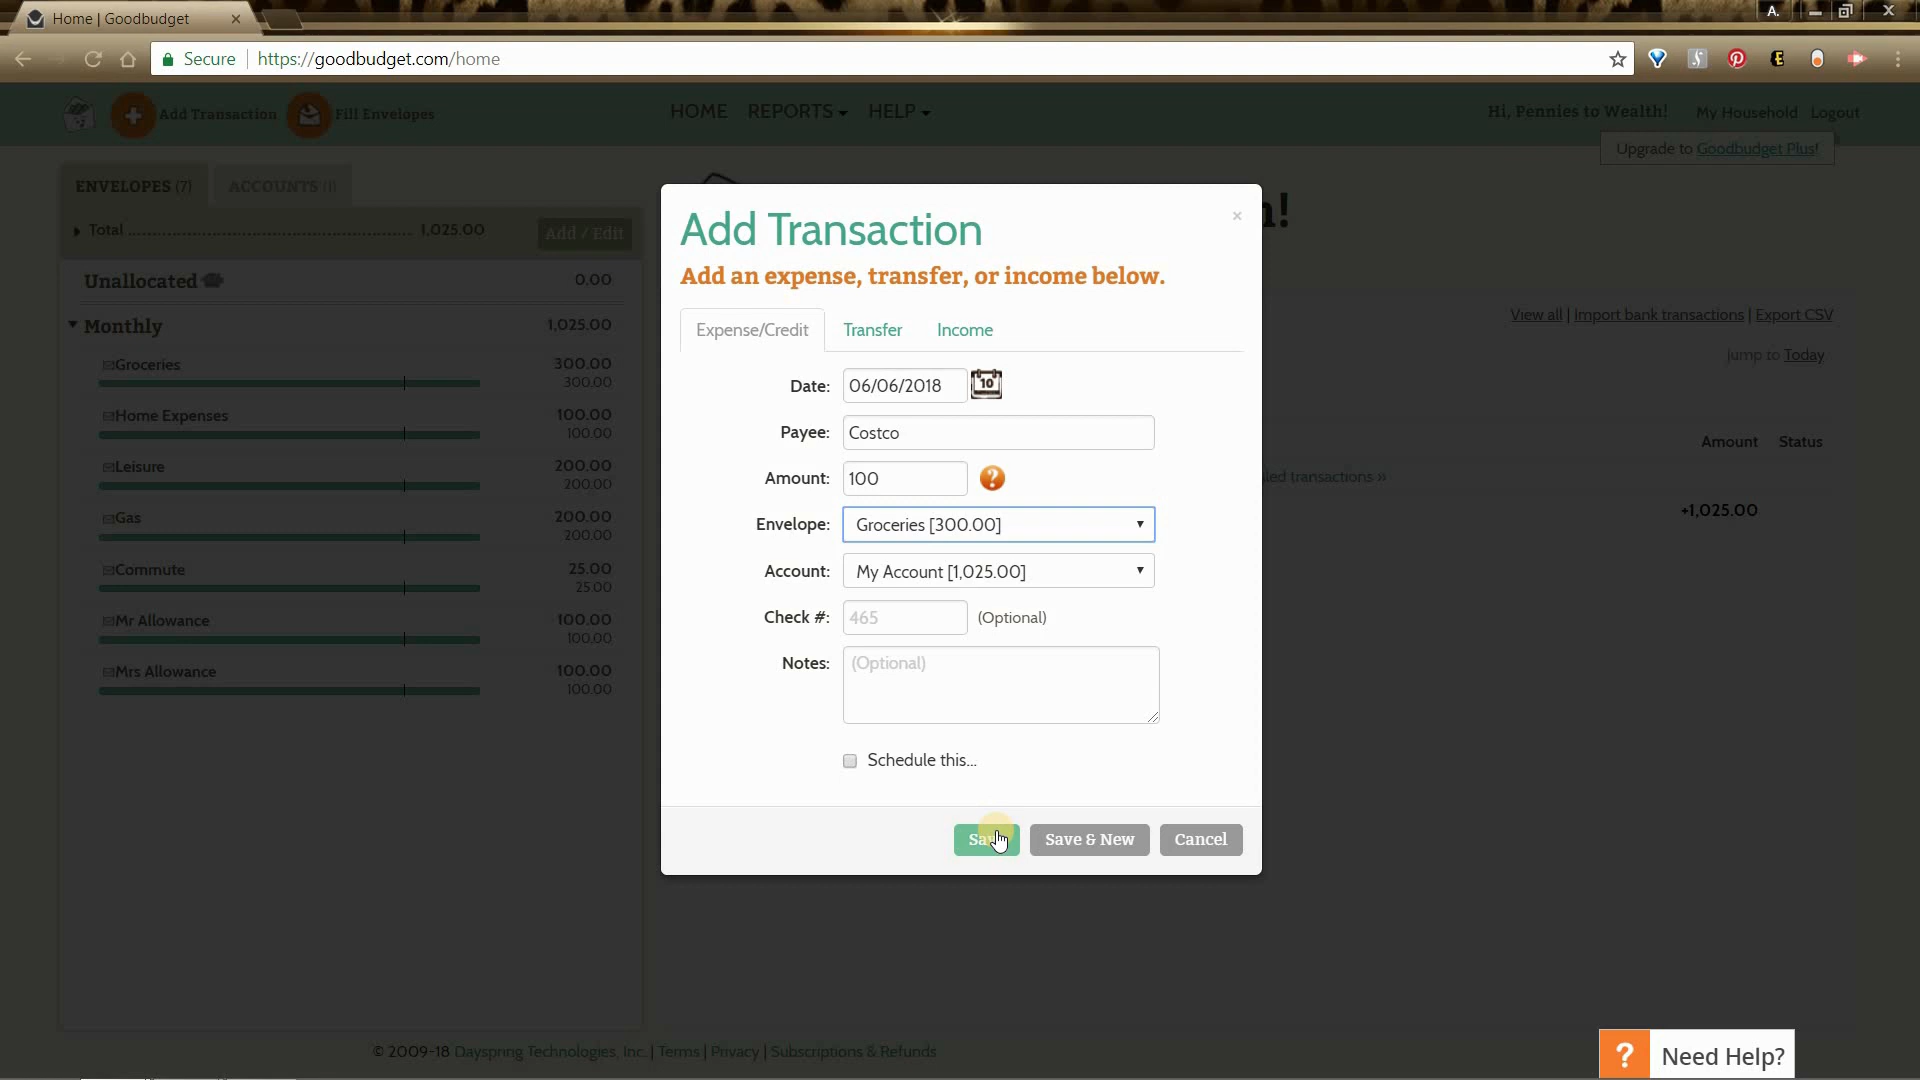 Home | Goodbudget
A.
Secure
https://goodbudget.com/home
Add Transaction
Fill Envelopes
HOME
REPORTS
HELP
Hi, Pennies to Wealth!
My Household
Logout
Upgrade to Goodbudget Plus!
ENVELOPES (7)
ACCOUNTS (1)
Total
1,025.00
Add / Edit
Unallocated
0.00
Monthly
1,025.00
Groceries
300.00
300.00
Home Expenses
100.00
100.00
Leisure
200.00
200.00
Gas
200.00
200.00
Commute
25.00
25.00
Mr Allowance
100.00
100.00
Mrs Allowance
100.00
100.00
Add Transaction
×
Add an expense, transfer, or income below.
Expense/Credit
Transfer
Income
Date:
06/06/2018
10
Payee:
Costco
Amount:
100
?
Envelope:
Groceries [300.00]
Account:
My Account [1,025.00]
Check #:
465
(Optional)
Notes:
(Optional)
Schedule this...
Save & New
Cancel
View all | Import bank transactions | Export CSV
Jump to Today
Amount
Status
transactions »
+1,025.00
© 2009-18 Dayspring Technologies, Inc. | Terms | Privacy | Subscriptions & Refunds
? Need Help?